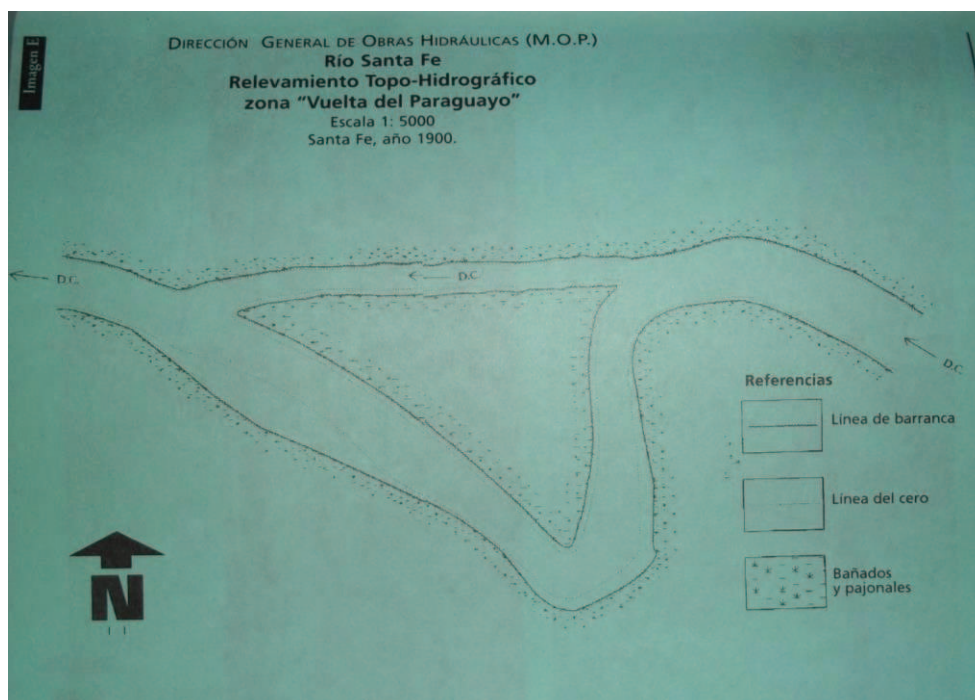 Imagen E
DIRECCIÓN GENERAL DE OBRAS HIDRÁULICAS (M.O.P.)
Río Santa Fe
Relevamiento Topo-Hidrográfico
zona "Vuelta del Paraguayo"
Escala 1: 5000
Santa Fe, año 1900.
D.C.
D.C.
D.C.
Referencias
Línea de barranca
Línea del cero
Bañados
y pajonales
N